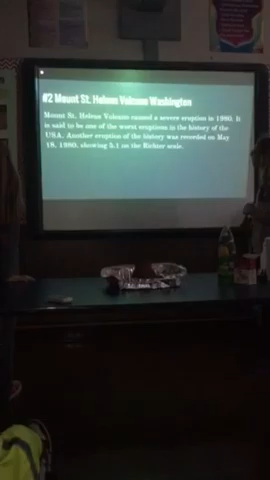 #2 Mount St. Helens Volcano Washington
Mount St. Helens Volcano caused a severe eruption in 1980. It
is said to be one of the worst eruptions in the history of the
USA. Another eruption of the history was recorded on May
18, 1980, showing 5.1 on the Richter scale.